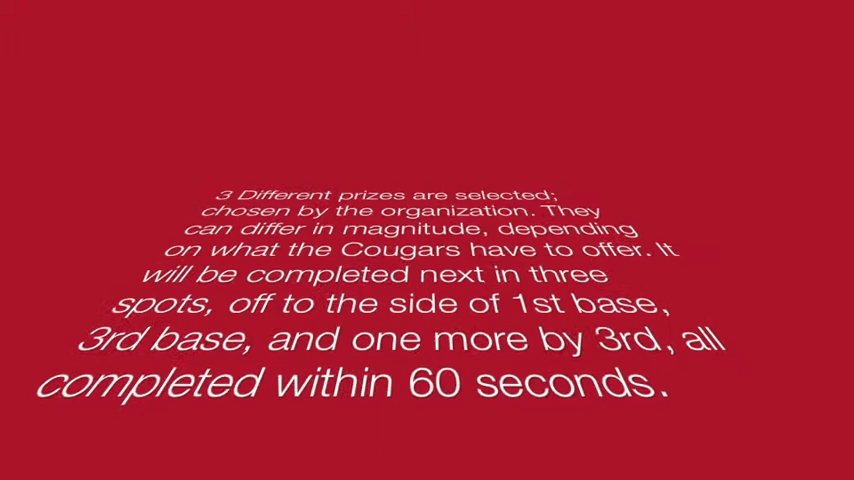 3 Different prizes are selected;
chosen by the organization. They
can differ in magnitude, depending
on what the Cougars have to offer. It
will be completed next in three
spots, off to the side of 1st base,
3rd base, and one more by 3rd, all
completed within 60 seconds.